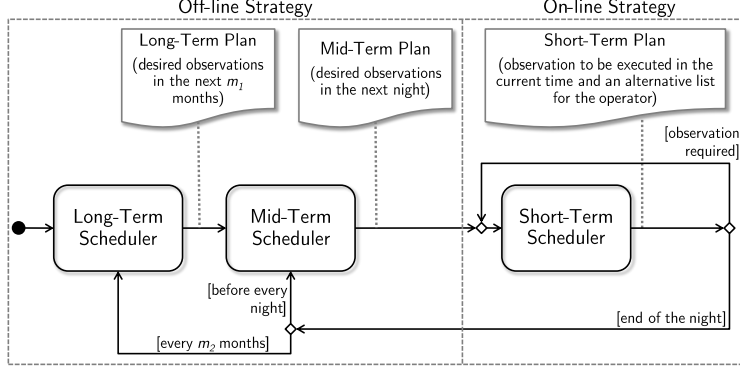 Off-line Strategy
On-line Strategy
Long-Term Plan
(desired observations
in the next m1
months)
Mid-Term Plan
(desired observations
in the next night)
Short-Term Plan
(observation to be executed in the
current time and an alternative list
for the operator)
[observation
required]
Long-Term
Scheduler
Mid-Term
Scheduler
Short-Term
Scheduler
[before every
night]
[end of the night]
[every m2 months]